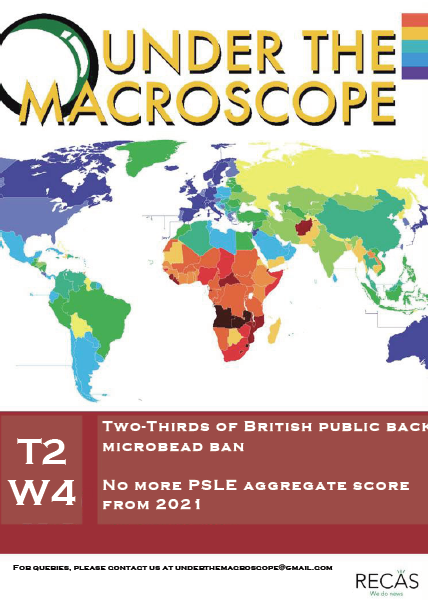 UNDER THE
MACROSCOPE
T2
W4
TWO-THIRDS OF BRITISH PUBLIC BACK
MICROBEAD BAN
NO MORE PSLE AGGREGATE SCORE
FROM 2021
FOR QUERIES, PLEASE CONTACT US AT UNDERTHEMACROSCOPE@GMAIL.COM
RECAS
We do news